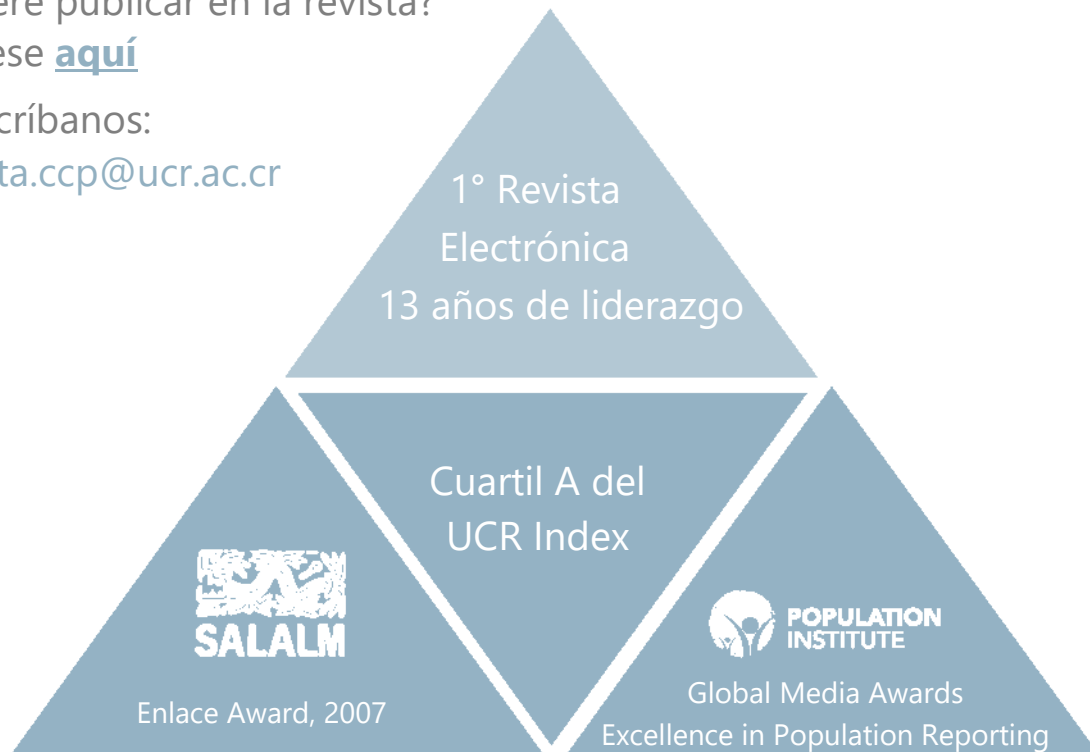 ere publicar en la revista?
ese aquí
críbanos:
ta.ccp@ucr.ac.cr
1° Revista
Electrónica
13 años de liderazgo
Cuartil A del
UCR Index
SALALM
Enlace Award, 2007
POPULATION
INSTITUTE
Global Media Awards
Excellence in Population Reporting